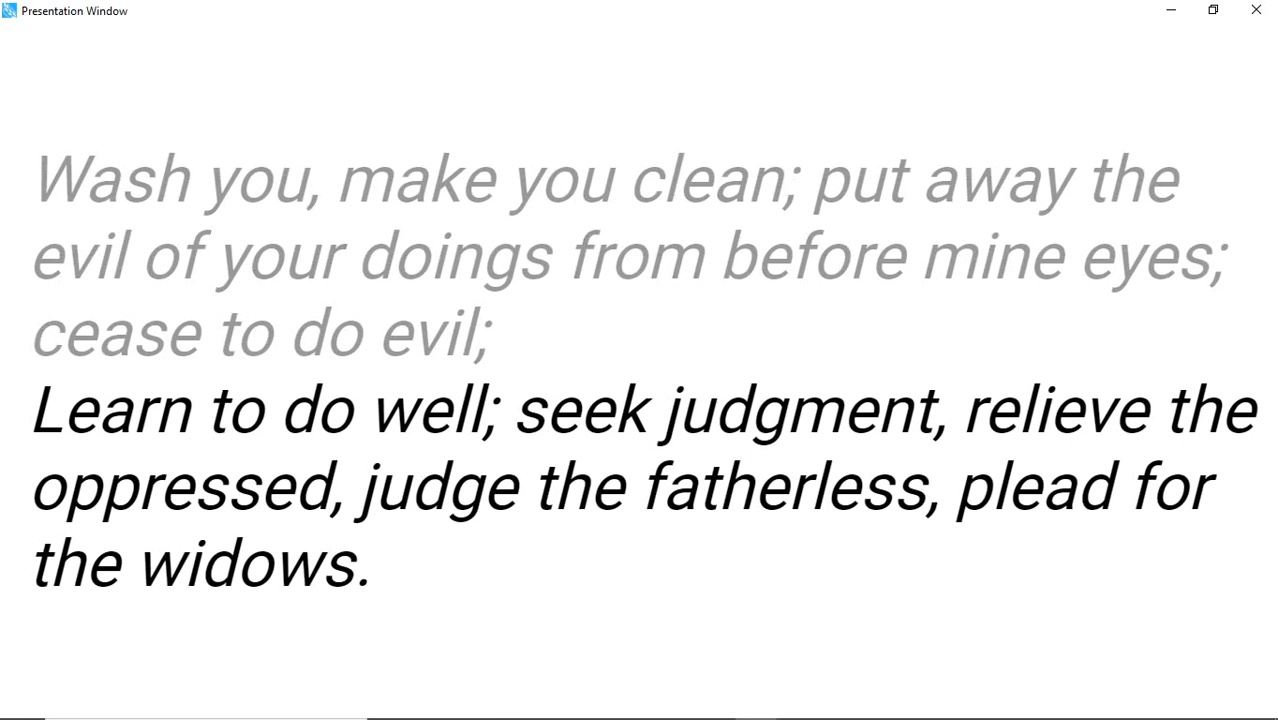 Presentation Window
Wash you, make you clean; put away the
evil of your doings from before mine eyes;
cease to do evil;
Learn to do well; seek judgment, relieve the
oppressed, judge the fatherless, plead for
the widows.